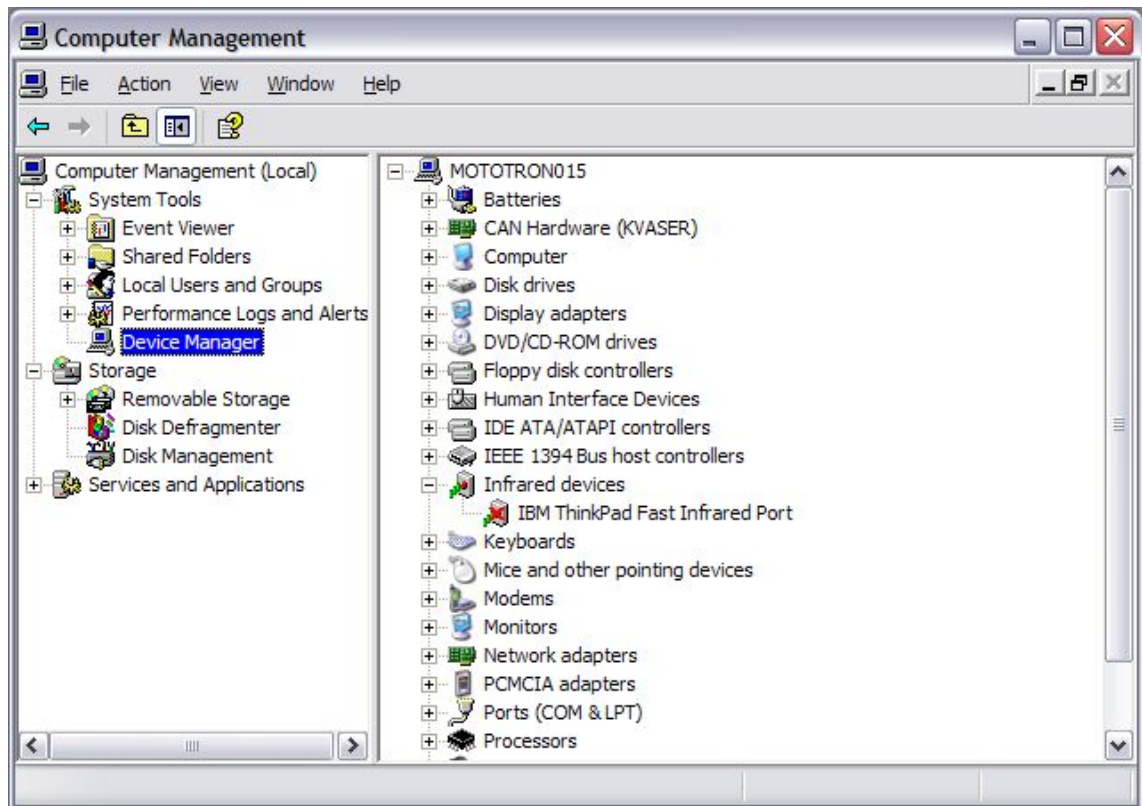 Computer Management
File Action View Window Help
Computer Management (Local)
System Tools
Event Viewer
Shared Folders
Local Users and Groups
Performance Logs and Alerts
Device Manager
Storage
Removable Storage
Disk Defragmenter
Disk Management
Services and Applications
MOTOTRON015
Batteries
CAN Hardware (KVASER)
Computer
Disk drives
Display adapters
DVD/CD-ROM drives
Floppy disk controllers
Human Interface Devices
IDE ATA/ATAPI controllers
IEEE 1394 Bus host controllers
Infrared devices
IBM ThinkPad Fast Infrared Port
Keyboards
Mice and other pointing devices
Modems
Monitors
Network adapters
PCMCIA adapters
Ports (COM & LPT)
Processors